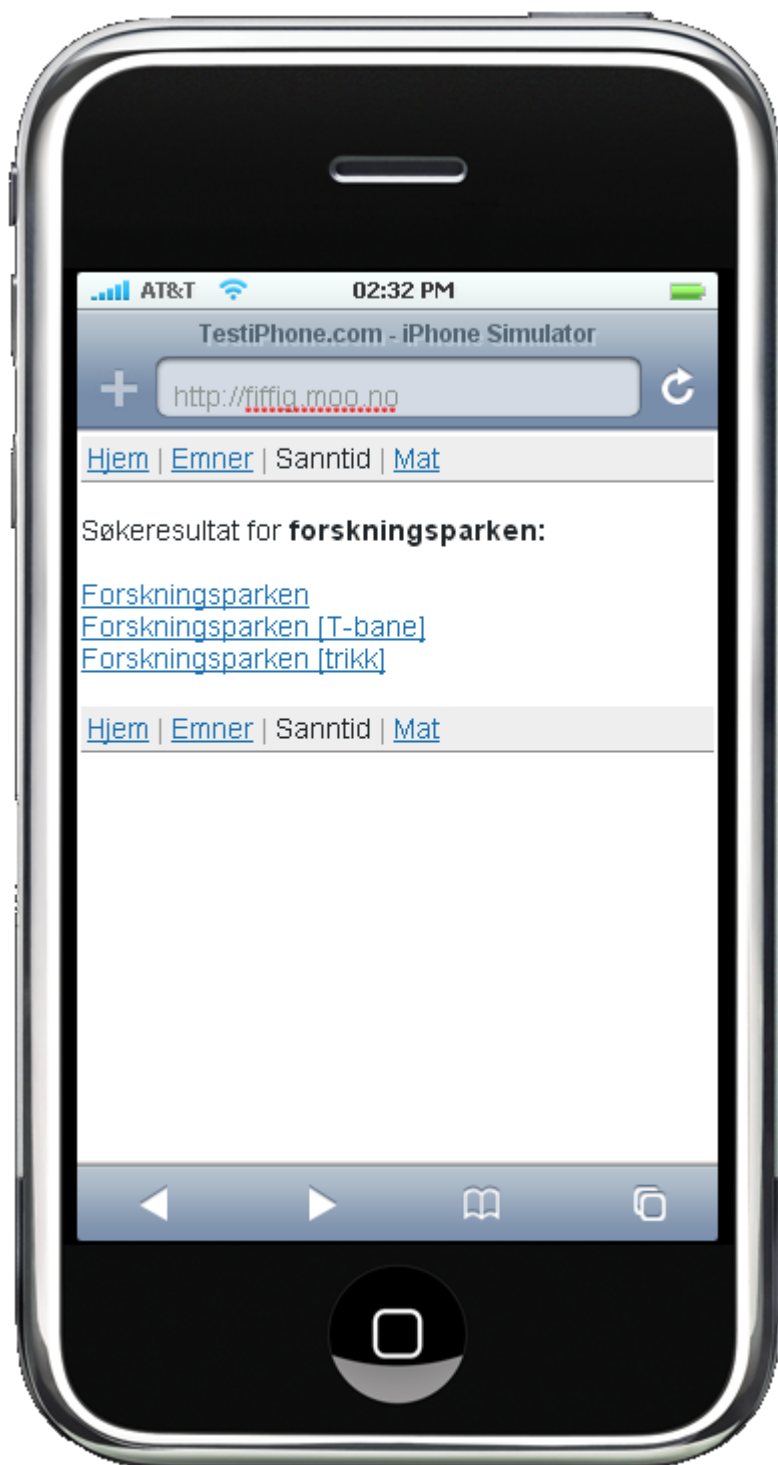 AT&T 02:32 PM
TestiPhone.com - iPhone Simulator
http://fiffig.moo.no
Hjem | Emner | Sanntid | Mat
Søkeresultat for forskningsparken:
Forskningsparken
Forskningsparken [T-bane]
Forskningsparken [trikk]
Hjem | Emner | Sanntid | Mat